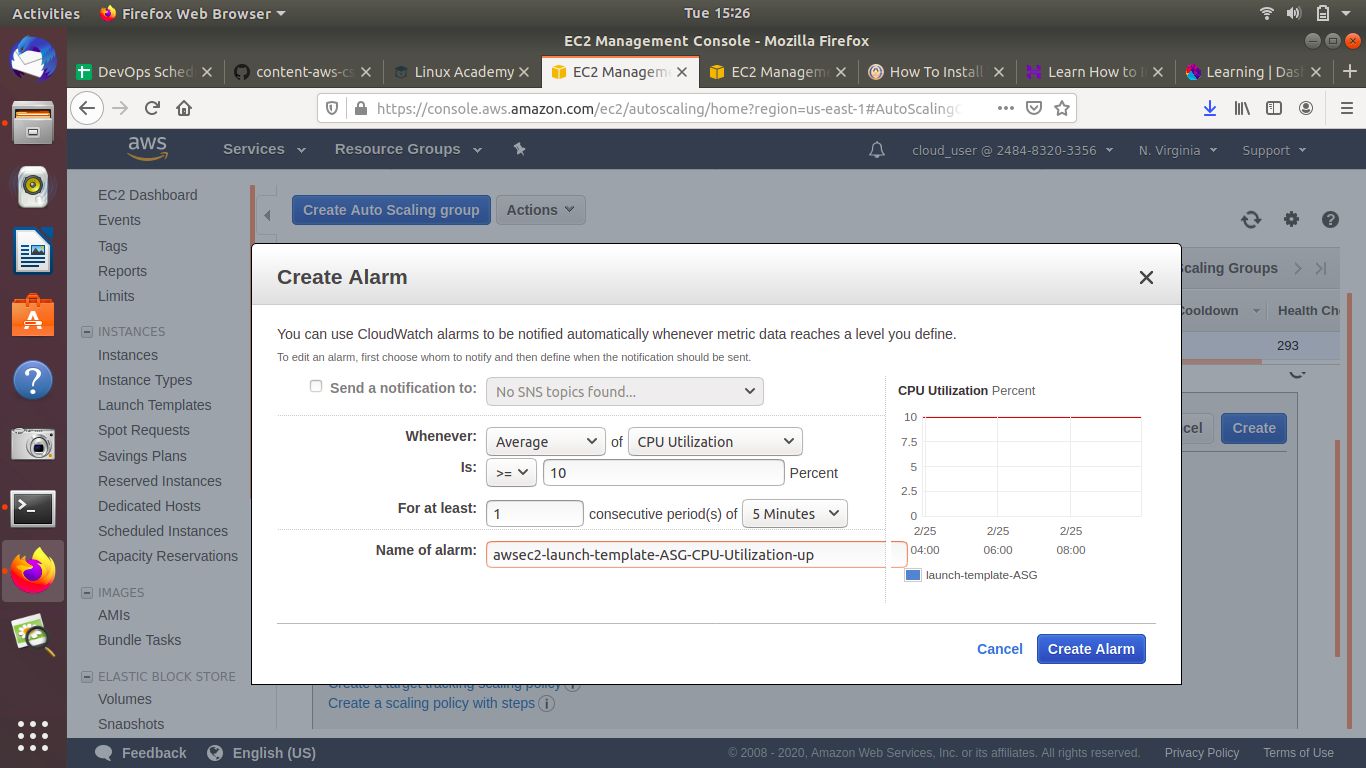 Activities Firefox Web Browser Tue 15:26
EC2 Management Console - Mozilla Firefox
DevOps Sched content-aws-cs Linux Academy EC2 Managem EC2 Managem How To Install Learn How to I Learning | Das
https://console.aws.amazon.com/ec2/autoscaling/home?region=us-east-1#AutoScalingG
aws Services Resource Groups cloud_user @ 2484-8320-3356 N. Virginia Support
EC2 Dashboard
Events
Tags
Reports
Limits
INSTANCES
Instances
Instance Types
Launch Templates
Spot Requests
Savings Plans
Reserved Instances
Dedicated Hosts
Scheduled Instances
Capacity Reservations
IMAGES
AMIs
Bundle Tasks
ELASTIC BLOCK STORE
Volumes
Snapshots
Create Auto Scaling group Actions
Scaling Groups
Cooldown Health Che
293
cel Create
Create Alarm
You can use CloudWatch alarms to be notified automatically whenever metric data reaches a level you define.
To edit an alarm, first choose whom to notify and then define when the notification should be sent.
Send a notification to: No SNS topics found...
Whenever: Average of CPU Utilization
Is: >= 10 Percent
For at least: 1 consecutive period(s) of 5 Minutes
Name of alarm: awsec2-launch-template-ASG-CPU-Utilization-up
CPU Utilization Percent
10
7.5
5
2.5
0
2/25 2/25 2/25
04:00 06:00 08:00
launch-template-ASG
Cancel Create Alarm
Create a target tracking scaling policy
Create a scaling policy with steps
Feedback English (US) © 2008 - 2020, Amazon Web Services, Inc. or its affiliates. All rights reserved. Privacy Policy Terms of Use